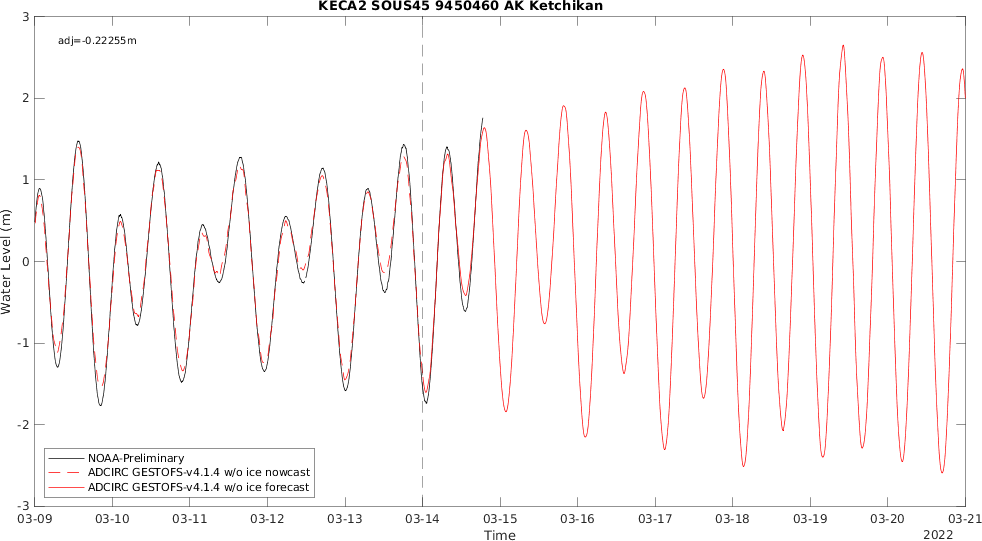 KECA2 SOUS45 9450460 AK Ketchikan
adj=-0.22255m
3
2
1
0
-1
-2
-3
Water Level (m)
NOAA-Preliminary
ADCIRC GESTOFS-v4.1.4 w/o ice nowcast
ADCIRC GESTOFS-v4.1.4 w/o ice forecast
03-09 03-10 03-11 03-12 03-13 03-14 03-15 03-16 03-17 03-18 03-19 03-20 03-21
Time
2022